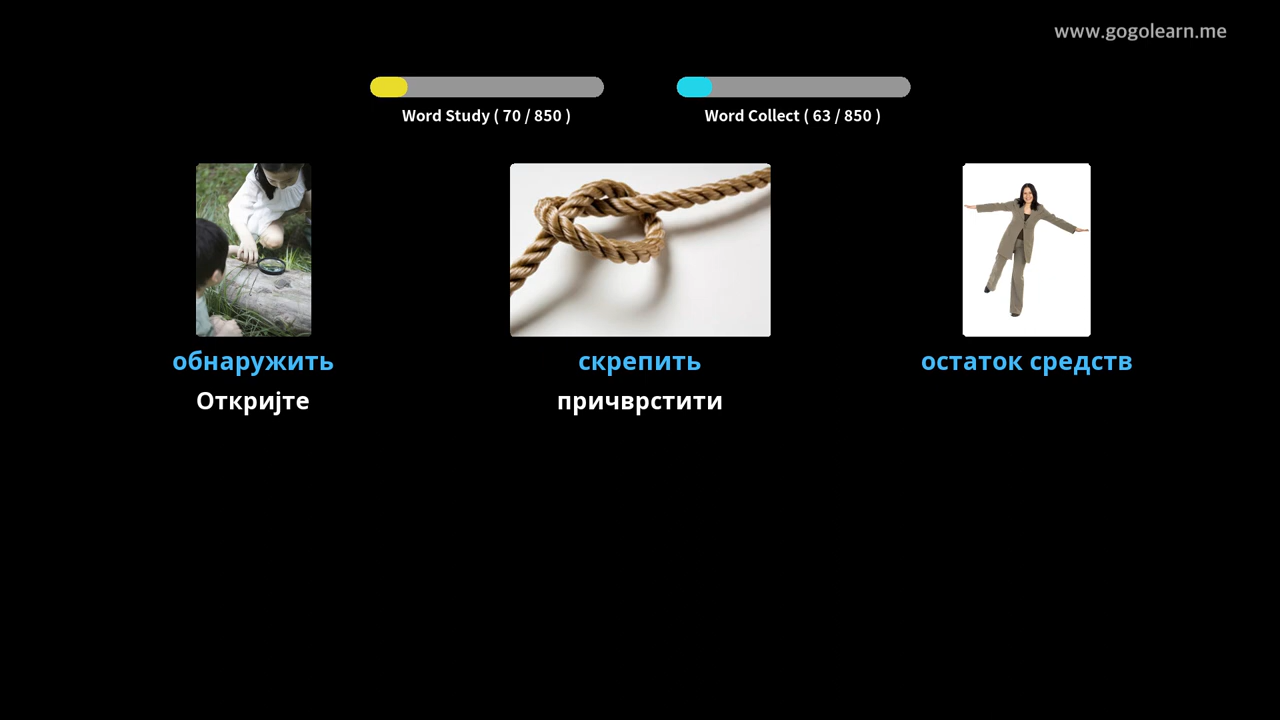 www.gogolearn.me
Word Study ( 70 / 850 )
Word Collect ( 63 / 850 )
обнаружить
Откријте
скрепить
причврстити
остаток средств